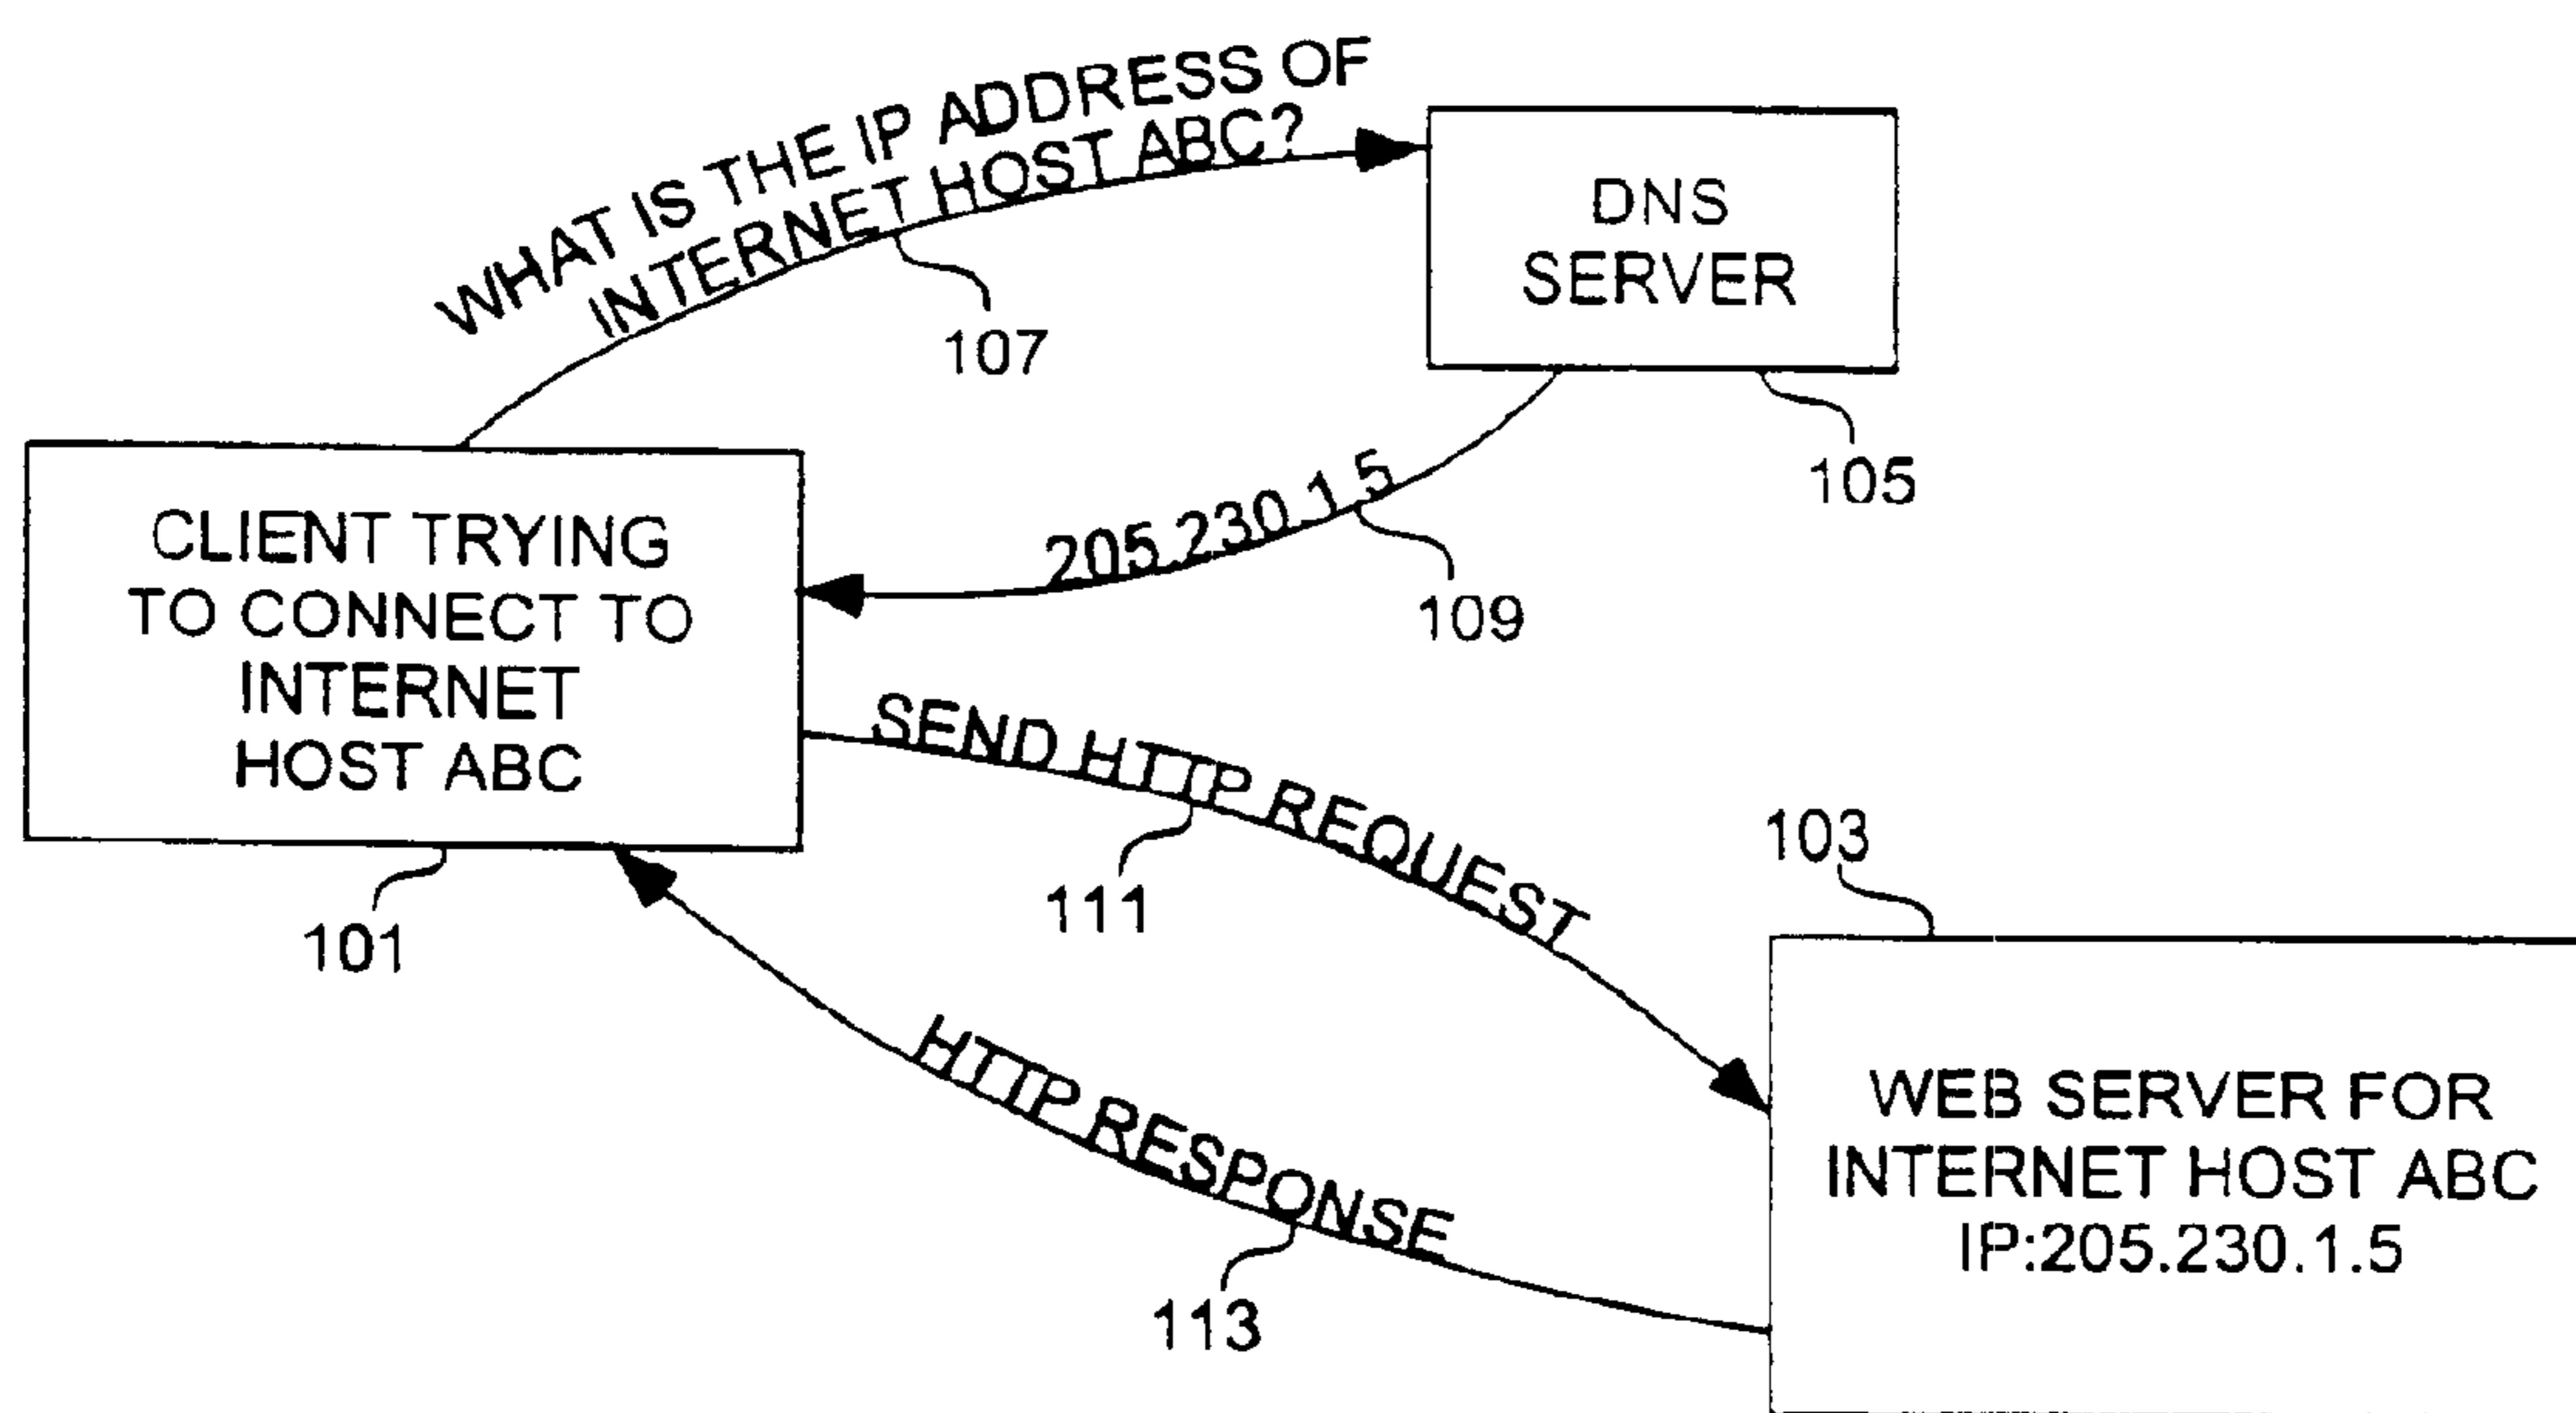 WHAT IS THE IP ADDRESS OF
INTERNET HOST ABC?
107
DNS
SERVER
105
205.230.1.5
109
CLIENT TRYING
TO CONNECT TO
INTERNET
HOST ABC
101
SEND HTTP REQUEST
111
103
WEB SERVER FOR
INTERNET HOST ABC
IP:205.230.1.5
HTTP RESPONSE
113